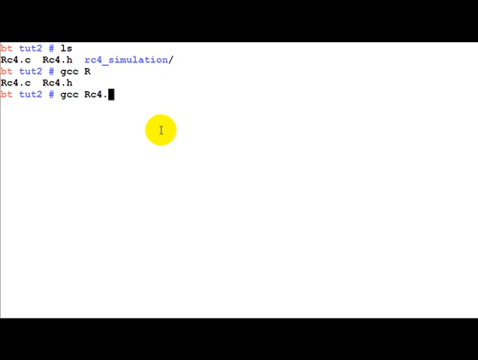 bt tut2 # ls
Rc4.c  Rc4.h  rc4_simulation/
bt tut2 # gcc R
Rc4.c  Rc4.h
bt tut2 # gcc Rc4.